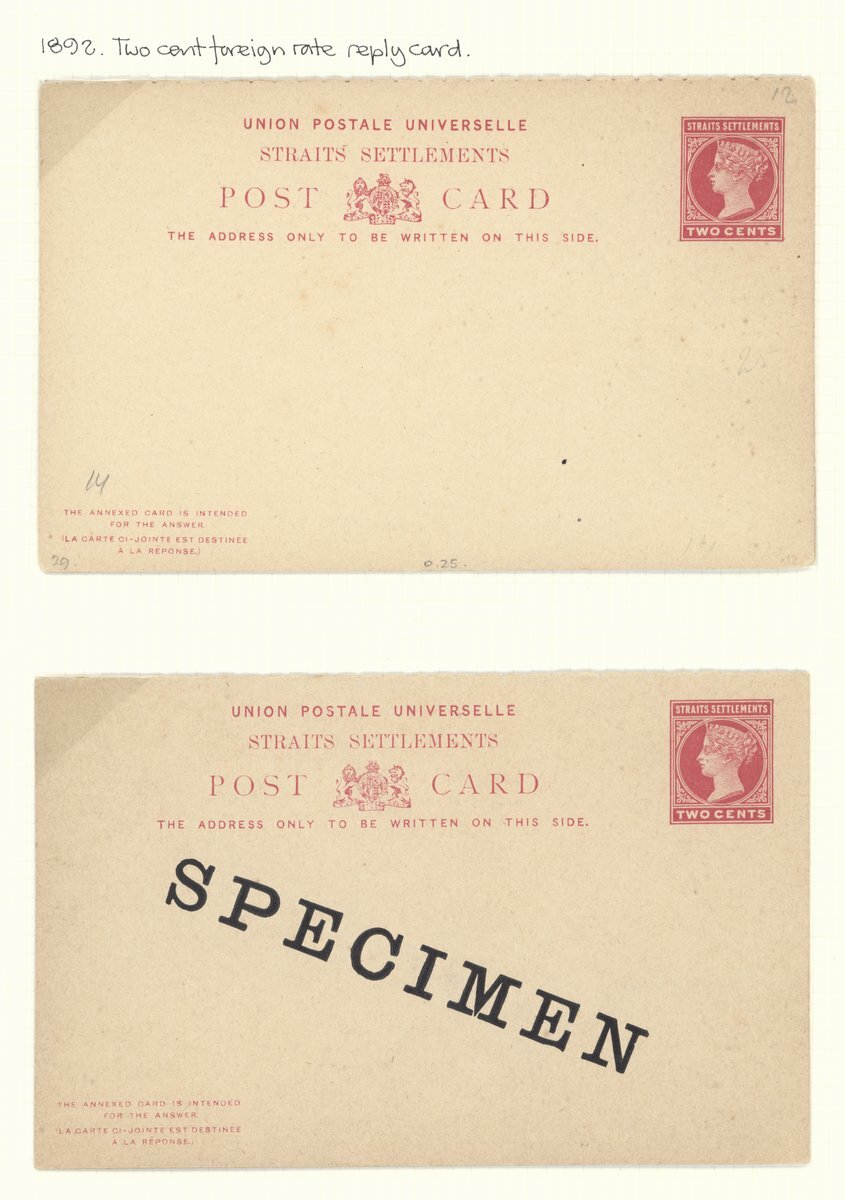 1892. Two cent foreign rate reply card.
12
UNION POSTALE UNIVERSELLE
STRAITS SETTLEMENTS
POST CARD
THE ADDRESS ONLY TO BE WRITTEN ON THIS SIDE.
STRAITS SETTLEMENTS
TWO CENTS
14
THE ANNEXED CARD IS INTENDED
FOR THE ANSWER.
(LA CARTE CI-JOINTE EST DESTINÉE
À LA RÉPONSE.)
29.
0.25.
UNION POSTALE UNIVERSELLE
STRAITS SETTLEMENTS
POST CARD
THE ADDRESS ONLY TO BE WRITTEN ON THIS SIDE.
STRAITS SETTLEMENTS
TWO CENTS
SPECIMEN
THE ANNEXED CARD IS INTENDED
FOR THE ANSWER.
(LA CARTE CI-JOINTE EST DESTINÉE
À LA RÉPONSE.)